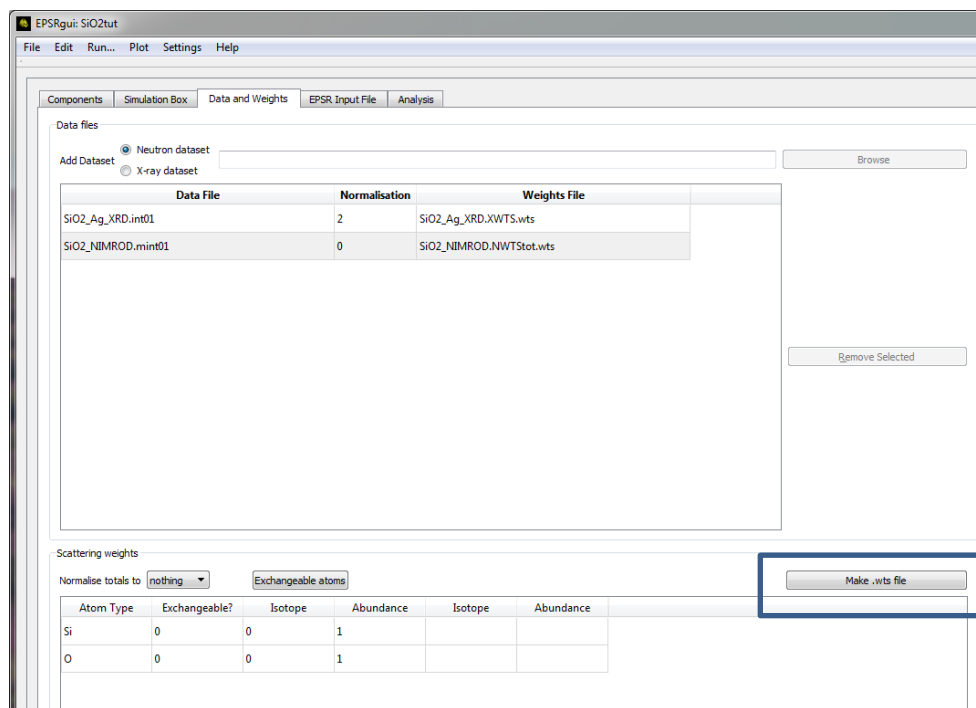 EPSRgui: SiO2tut
File Edit Run... Plot Settings Help
Components Simulation Box Data and Weights EPSR Input File Analysis
Data files
Add Dataset
Neutron dataset
X-ray dataset
Browse
Data File Normalisation Weights File
SiO2_Ag_XRD.int01 2 SiO2_Ag_XRD.XWTS.wts
SiO2_NIMROD.mint01 0 SiO2_NIMROD.NWTStot.wts
Remove Selected
Scattering weights
Normalise totals to nothing Exchangeable atoms Make .wts file
Atom Type Exchangeable? Isotope Abundance Isotope Abundance
Si 0 0 1
O 0 0 1